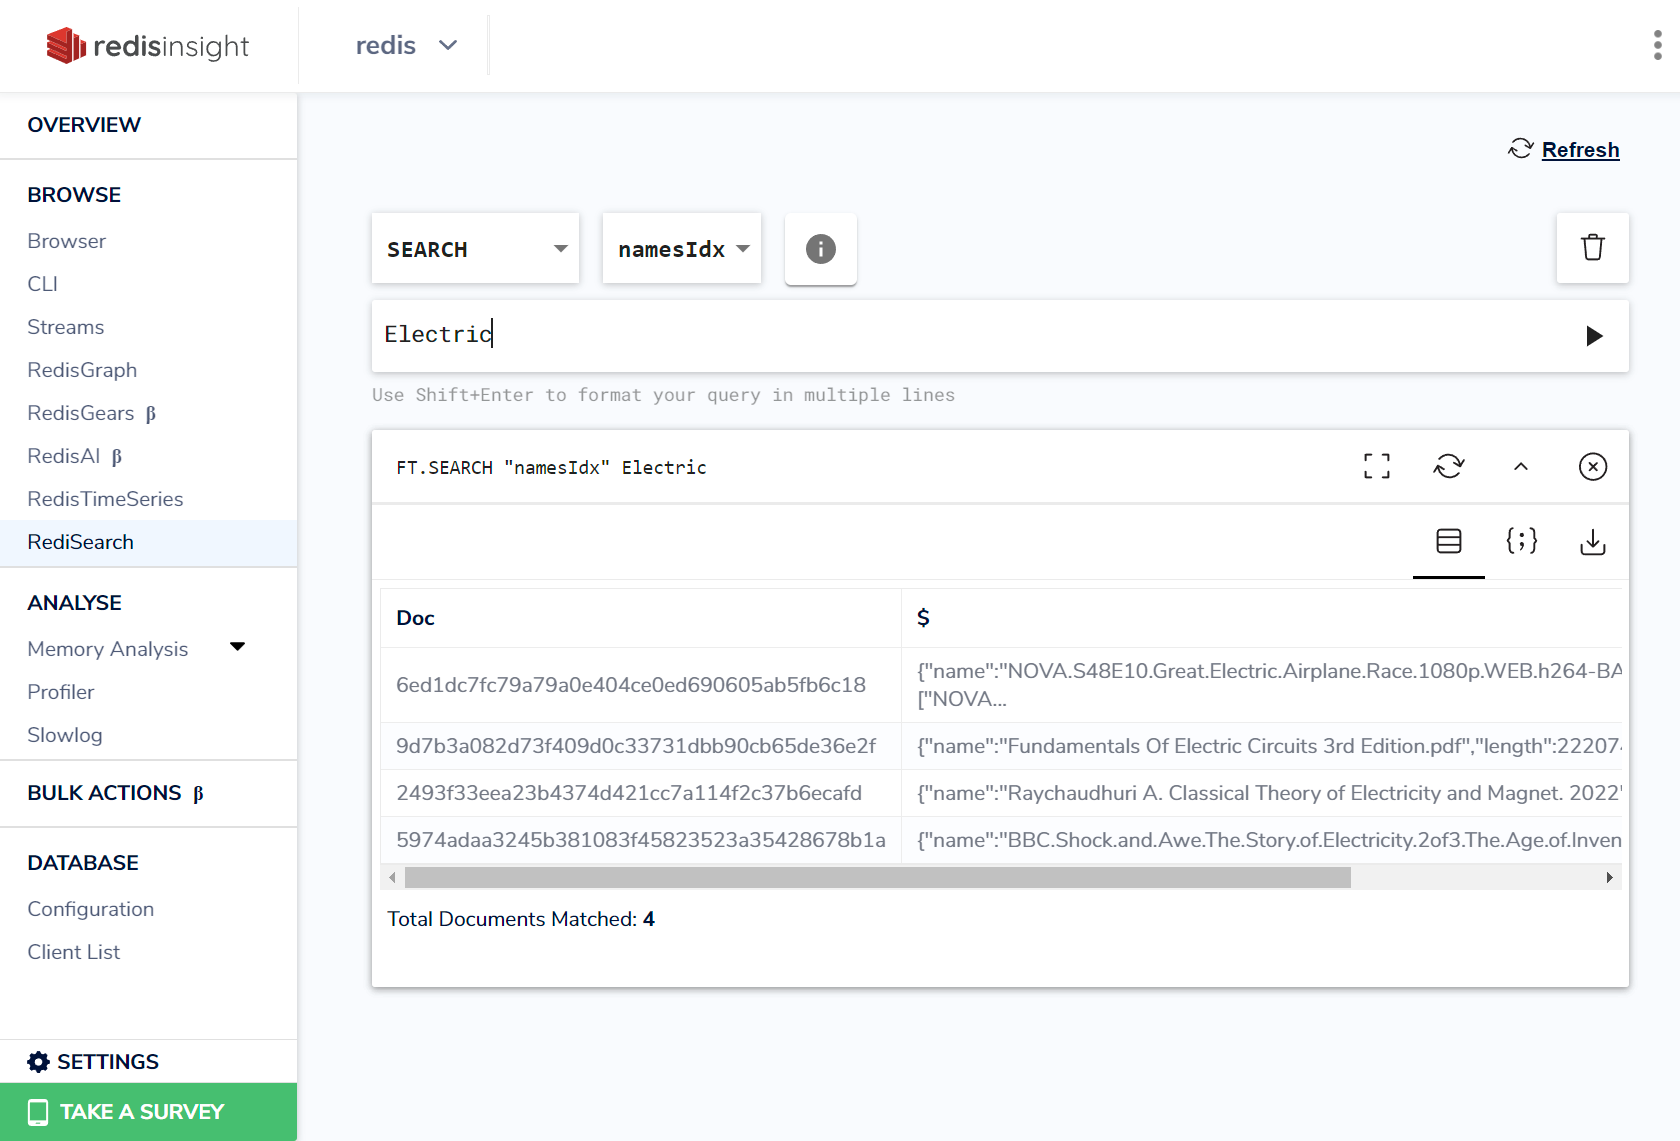 redisinsight
redis
OVERVIEW
Refresh
BROWSE
Browser
CLI
Streams
RedisGraph
RedisGears β
RedisAI β
RedisTimeSeries
RediSearch
ANALYSE
Memory Analysis
Profiler
Slowlog
BULK ACTIONS β
DATABASE
Configuration
Client List
SETTINGS
TAKE A SURVEY
SEARCH
namesIdx
Electric
Use Shift+Enter to format your query in multiple lines
FT.SEARCH "namesIdx" Electric
Doc $
6ed1dc7fc79a79a0e404ce0ed690605ab5fb6c18 {"name":"NOVA.S48E10.Great.Electric.Airplane.Race.1080p.WEB.h264-BA
["NOVA...
9d7b3a082d73f409d0c33731dbb90cb65de36e2f {"name":"Fundamentals Of Electric Circuits 3rd Edition.pdf","length":222074
2493f33eea23b4374d421cc7a114f2c37b6ecafd {"name":"Raychaudhuri A. Classical Theory of Electricity and Magnet. 2022"
5974adaa3245b381083f45823523a35428678b1a {"name":"BBC.Shock.and.Awe.The.Story.of.Electricity.2of3.The.Age.of.Inven
Total Documents Matched: 4